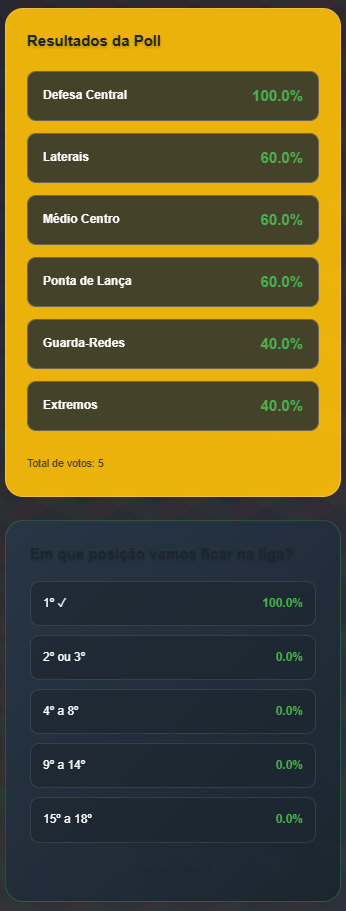 Resultados da Poll
Defesa Central 100.0%
Laterais 60.0%
Médio Centro 60.0%
Ponta de Lança 60.0%
Guarda-Redes 40.0%
Extremos 40.0%
Total de votos: 5
Em que posição vamos ficar na liga?
1º ✓ 100.0%
2º ou 3º 0.0%
4º a 8º 0.0%
9º a 14º 0.0%
15º a 18º 0.0%